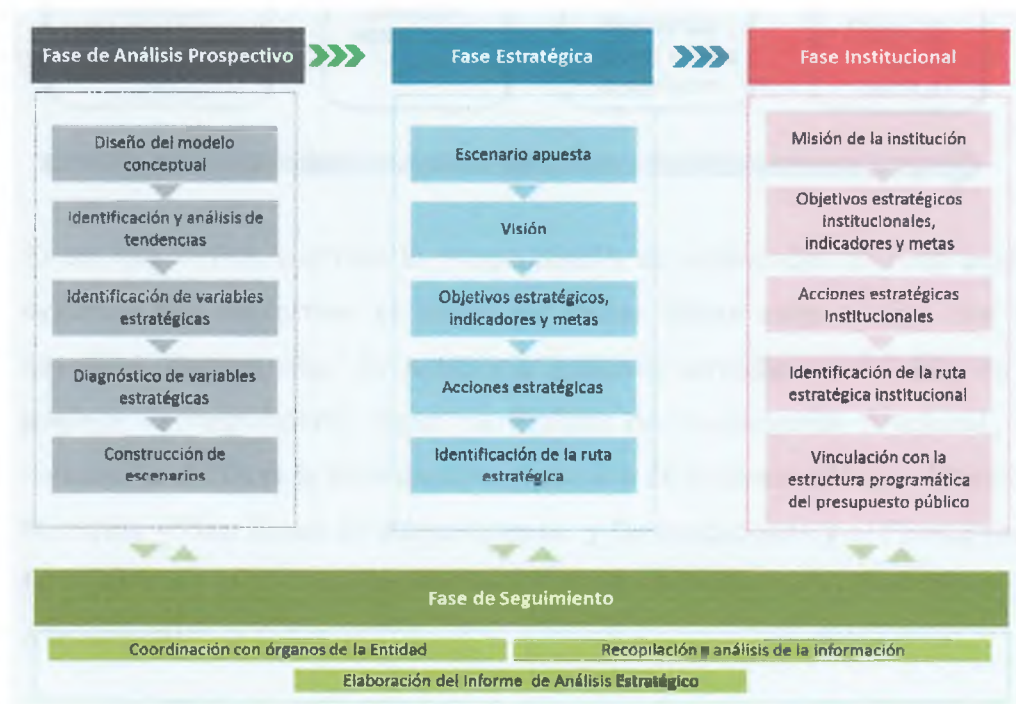 Fase de Análisis Prospectivo
Diseño del modelo
conceptual
Identificación y análisis de
tendencias
Identificación de variables
estratégicas
Diagnóstico de variables
estratégicas
Construcción de
escenarios
Fase Estratégica
Escenario apuesta
Visión
Objetivos estratégicos,
indicadores y metas
Acciones estratégicas
Identificación de la ruta
estratégica
Fase Institucional
Misión de la institución
Objetivos estratégicos
institucionales,
indicadores y metas
Acciones estratégicas
Institucionales
Identificación de la ruta
estratégica institucional
Vinculación con la
estructura programática
del presupuesto público
Fase de Seguimiento
Coordinación con órganos de la Entidad
Recopilación y análisis de la información
Elaboración del Informe de Análisis Estratégico